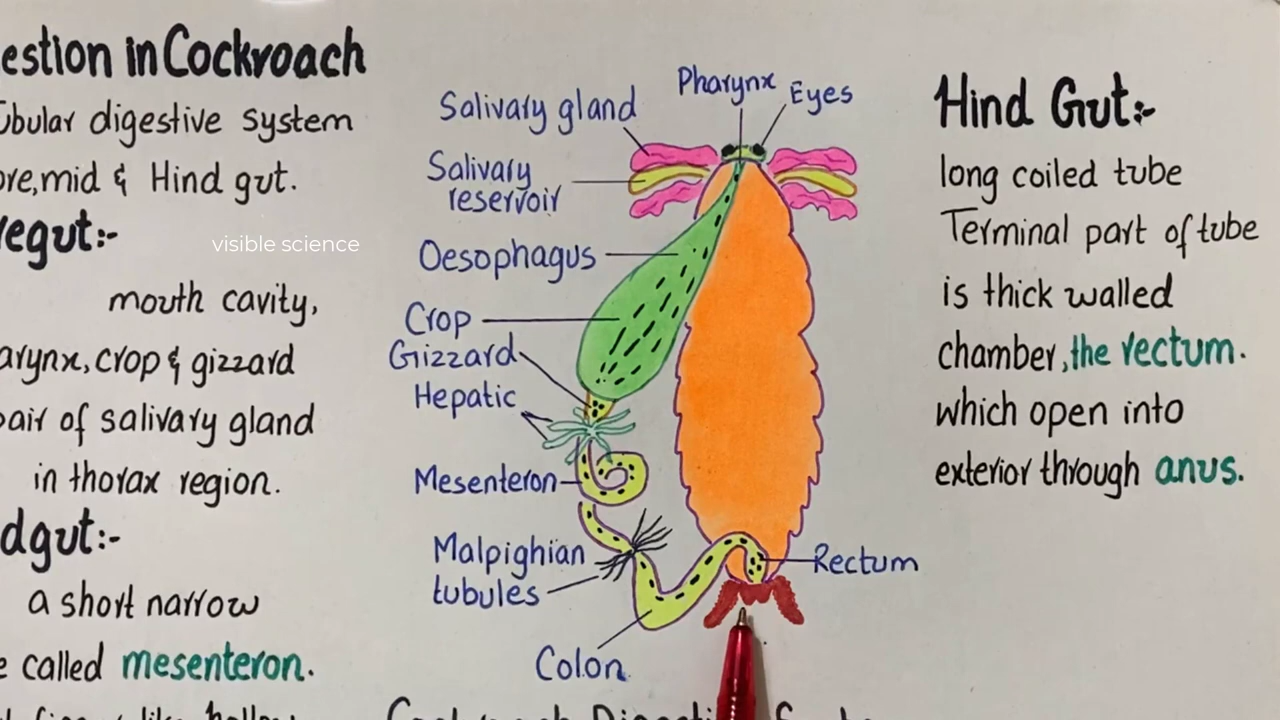 estion in Cockroach
ubular digestive system
ore, mid & Hind gut.
egut:-
visible science
mouth cavity,
arynx, crop & gizzard
pair of salivary gland
in thorax region.
dgut:-
a short narrow
e called mesenteron.
Salivary gland
Pharynx
Eyes
Salivary
reservoir
Oesophagus
Crop
Gizzard
Hepatic
Mesenteron
Malpighian
tubules
Colon
Rectum
Hind Gut:-
long coiled tube
Terminal part of tube
is thick walled
chamber, the rectum.
which open into
exterior through anus.